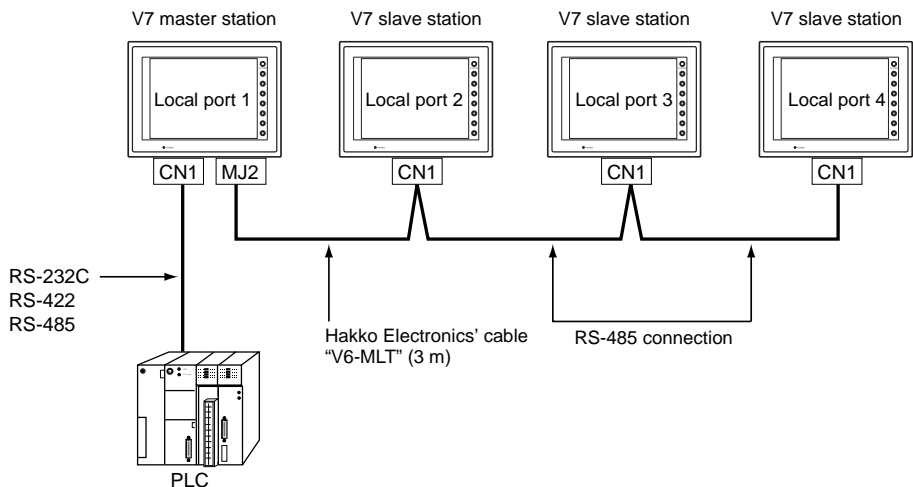 V7 master station
V7 slave station
V7 slave station
V7 slave station
Local port 1
Local port 2
Local port 3
Local port 4
CN1
MJ2
CN1
CN1
CN1
RS-232C
RS-422
RS-485
Hakko Electronics' cable
“V6-MLT” (3 m)
RS-485 connection
PLC